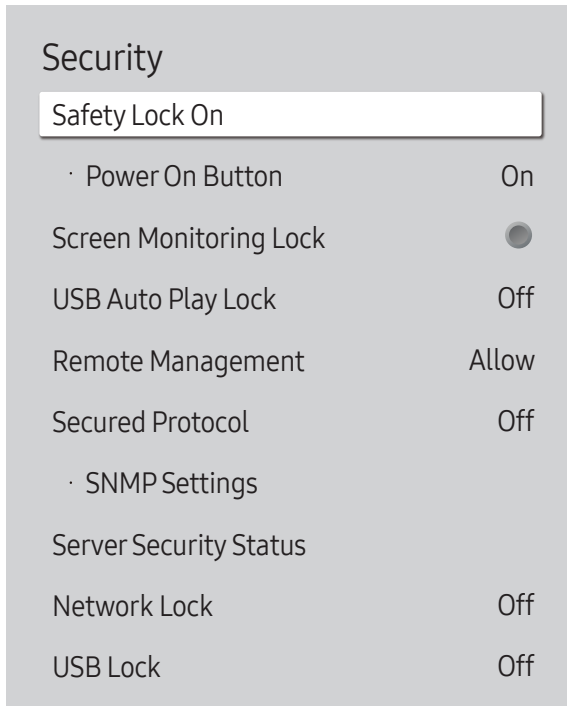 Security
Safety Lock On
· Power On Button On
Screen Monitoring Lock
USB Auto Play Lock Off
Remote Management Allow
Secured Protocol Off
· SNMP Settings
Server Security Status
Network Lock Off
USB Lock Off